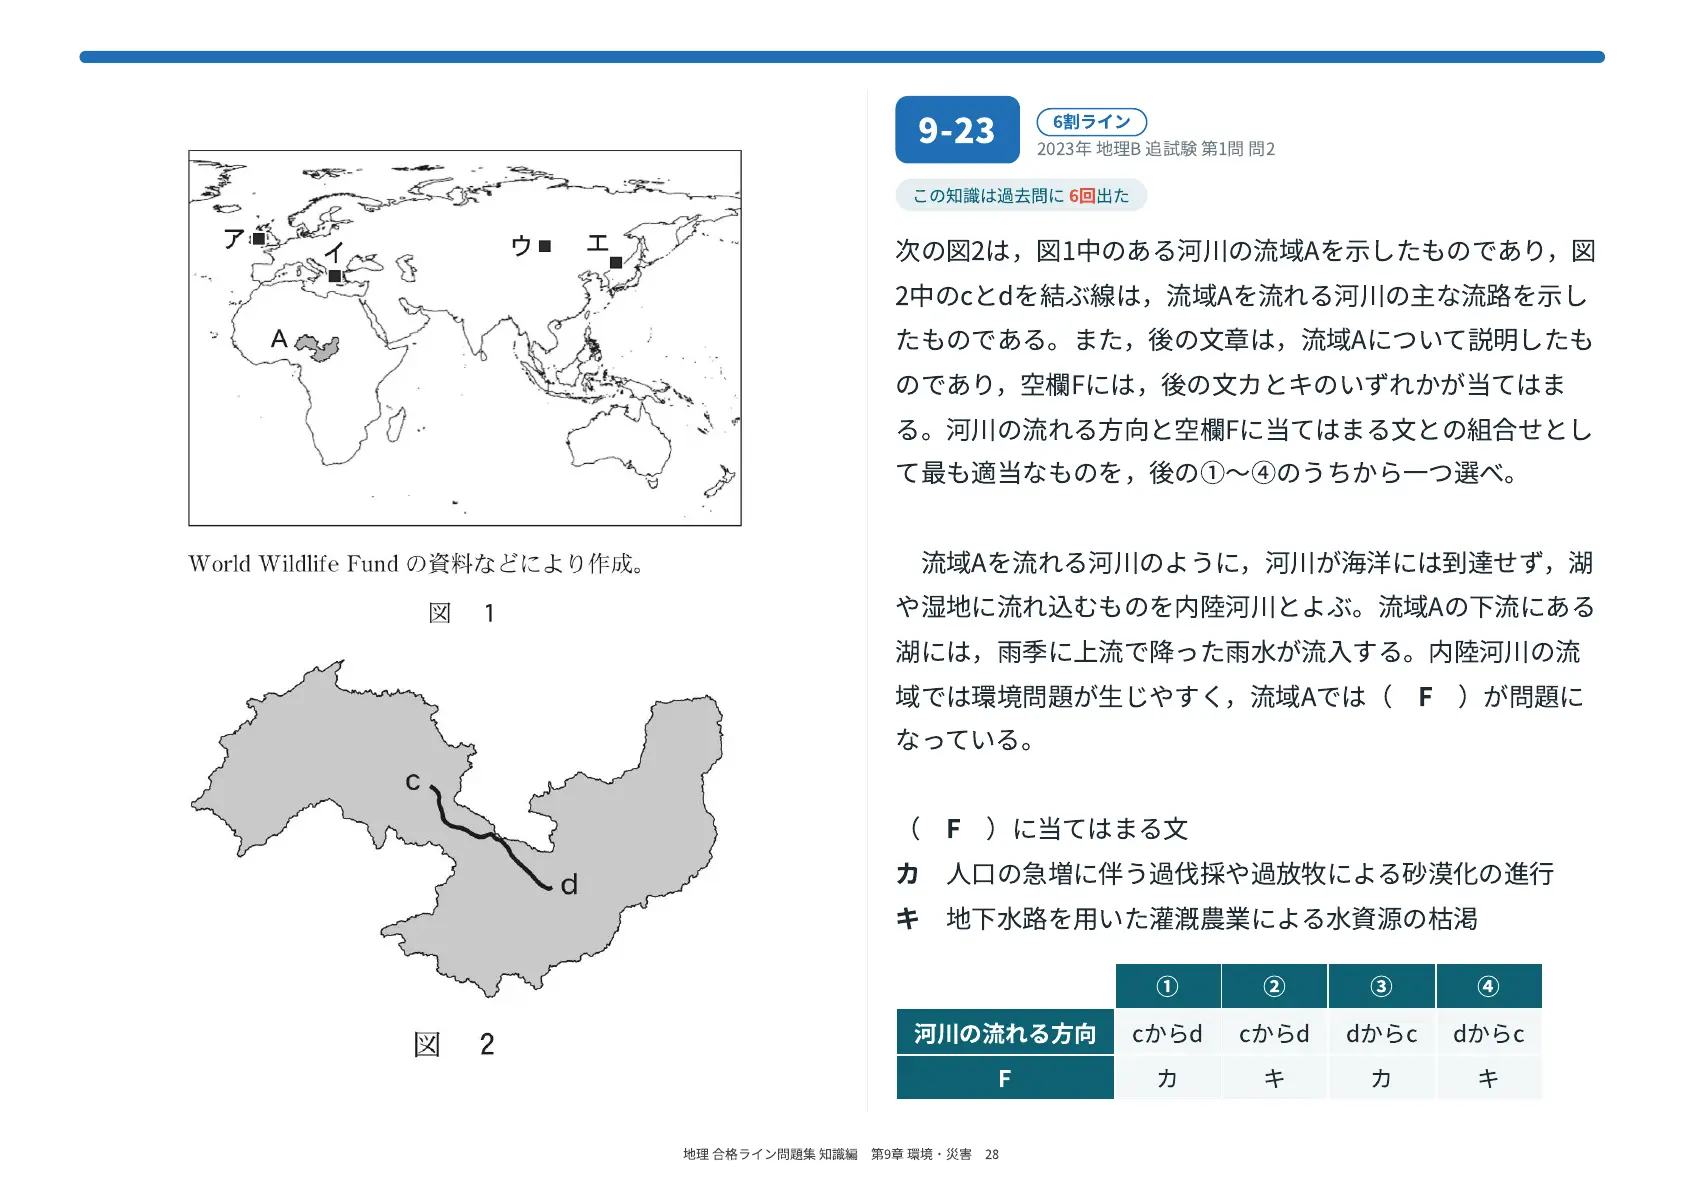 ア
イ
ウ
エ
A
World Wildlife Fund の資料などにより作成。
図 1
c
d
図 2
9-23
6割ライン
2023年 地理B 追試験 第1問 問2
この知識は過去問に 6回出た
次の図2は，図1中のある河川の流域Aを示したものであり，図
2中のcとdを結ぶ線は，流域Aを流れる河川の主な流路を示し
たものである。また，後の文章は，流域Aについて説明したも
のであり，空欄Fには，後の文カとキのいずれかが当てはま
る。河川の流れる方向と空欄Fに当てはまる文との組合せとし
て最も適当なものを，後の①～④のうちから一つ選べ。
流域Aを流れる河川のように，河川が海洋には到達せず，湖
や湿地に流れ込むものを内陸河川とよぶ。流域Aの下流にある
湖には，雨季に上流で降った雨水が流入する。内陸河川の流
域では環境問題が生じやすく，流域Aでは（ F ）が問題に
なっている。
（ F ）に当てはまる文
カ 人口の急増に伴う過伐採や過放牧による砂漠化の進行
キ 地下水路を用いた灌漑農業による水資源の枯渇
① ② ③ ④
河川の流れる方向 cからd cからd dからc dからc
F カ キ カ キ
地理 合格ライン問題集 知識編 第9章 環境・災害 28